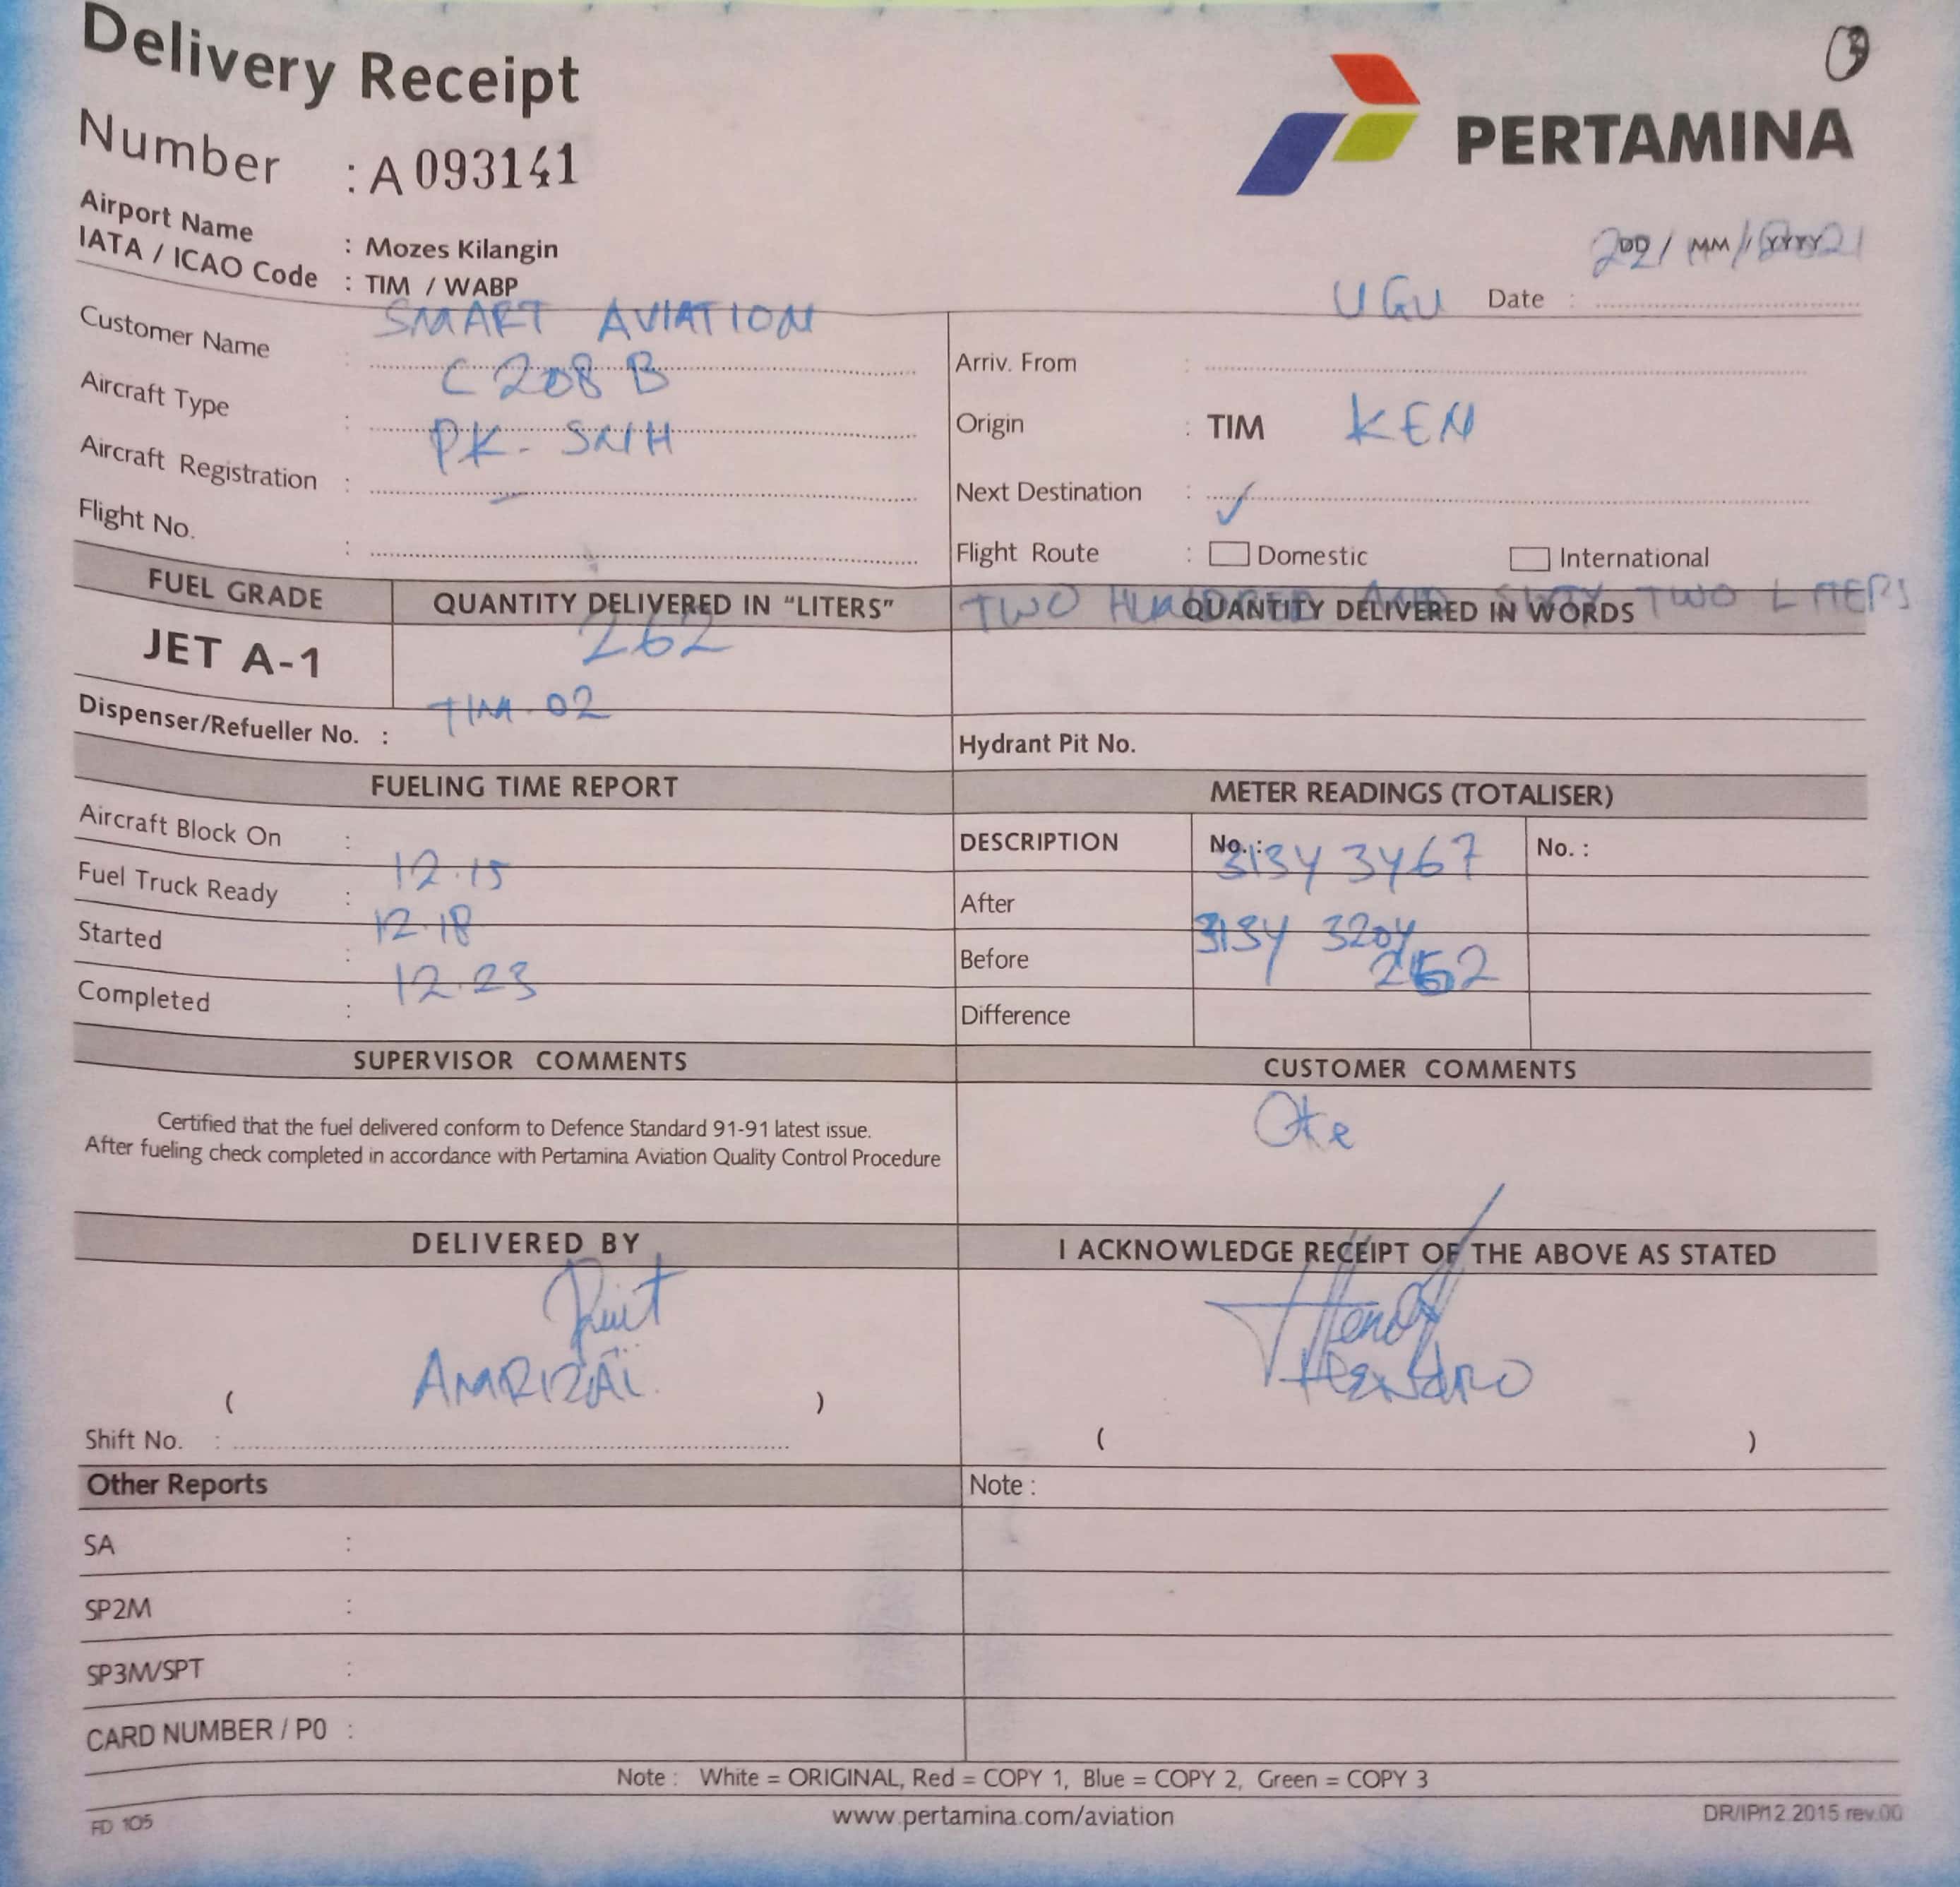 Delivery Receipt
Number : A 093141
PERTAMINA
Airport Name : Mozes Kilangin
IATA / ICAO Code : TIM / WABP
UGU Date :
Customer Name : SMART AVIATION
Aircraft Type : C 208 B
Aircraft Registration : PK-SNH
Flight No. : -
Arriv. From :
Origin : TIM KEN
Next Destination :
Flight Route : Domestic International
FUEL GRADE QUANTITY DELIVERED IN "LITERS" QUANTITY DELIVERED IN WORDS
JET A-1 262 TWO HUNDRED AND SIXTY TWO LITERS
Dispenser/Refueller No. : TIM-02
Hydrant Pit No.
FUELING TIME REPORT
Aircraft Block On :
Fuel Truck Ready : 12.15
Started : 12.18
Completed : 12.23
METER READINGS (TOTALISER)
DESCRIPTION No. : No. :
After 3134 3467
Before 3134 3204
Difference 262
SUPERVISOR COMMENTS
Certified that the fuel delivered conform to Defence Standard 91-91 latest issue.
After fueling check completed in accordance with Pertamina Aviation Quality Control Procedure
CUSTOMER COMMENTS
Oke
DELIVERED BY
( AMRIZAL )
Shift No. :
I ACKNOWLEDGE RECEIPT OF THE ABOVE AS STATED
( )
Other Reports
SA :
SP2M :
SP3M/SPT :
CARD NUMBER / P0 :
Note :
Note : White = ORIGINAL, Red = COPY 1, Blue = COPY 2, Green = COPY 3
FD 105
www.pertamina.com/aviation
DR/IP/12.2015 rev.00